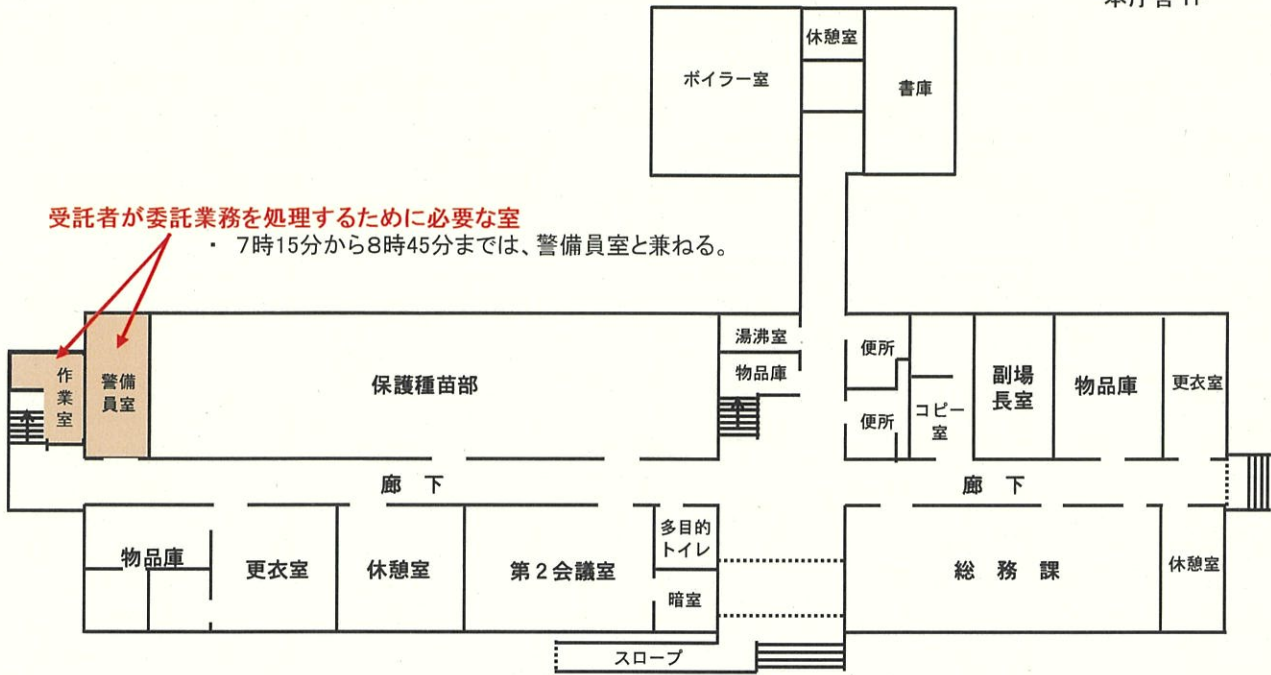 休憩室
ボイラー室
書庫
受託者が委託業務を処理するために必要な室
・ 7時15分から8時45分までは、警備員室と兼ねる。
湯沸室
便所
作業室
警備員室
保護種苗部
物品庫
副場長室
物品庫
更衣室
便所
コピー室
廊 下
廊 下
物品庫
更衣室
休憩室
第2会議室
多目的トイレ
暗室
総 務 課
休憩室
スロープ